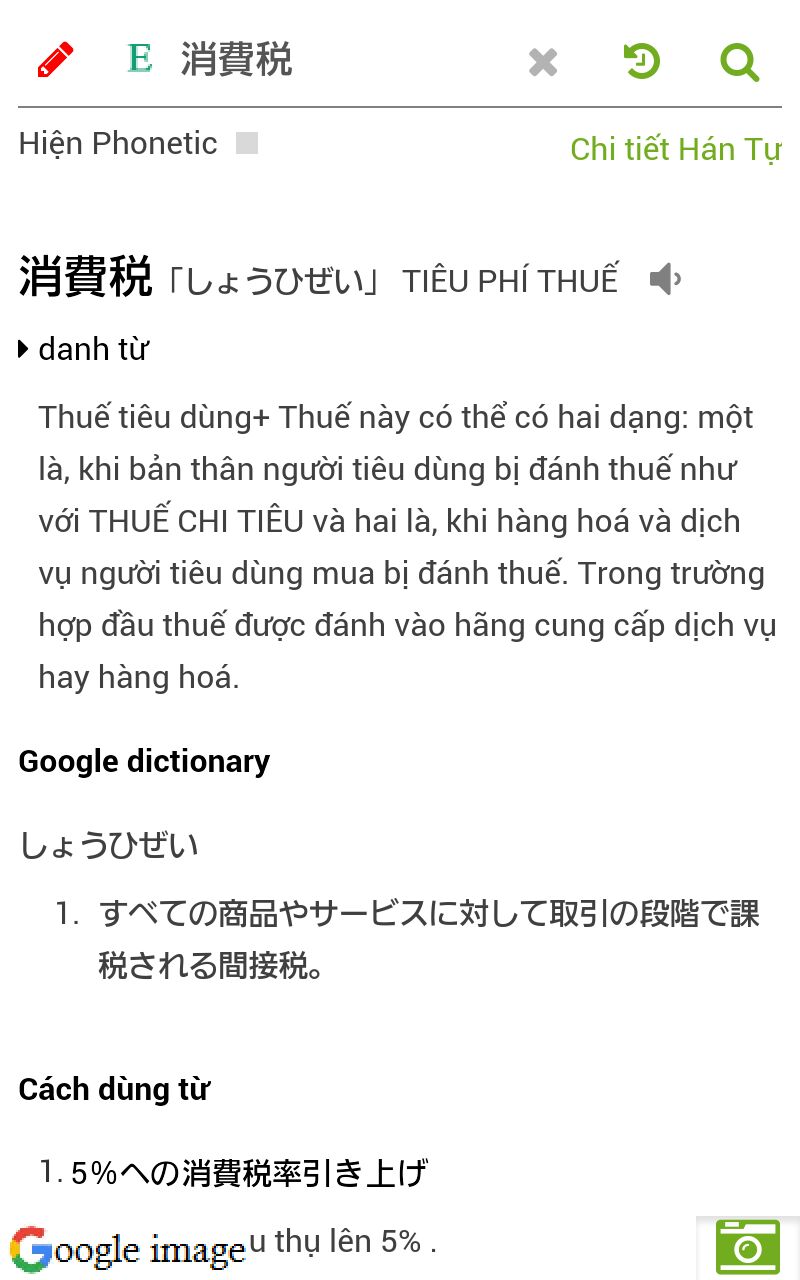 E 消費税
Hiện Phonetic
Chi tiết Hán Tự
消費税「しょうひぜい」 TIÊU PHÍ THUẾ
danh từ
Thuế tiêu dùng+ Thuế này có thể có hai dạng: một
là, khi bản thân người tiêu dùng bị đánh thuế như
với THUẾ CHI TIÊU và hai là, khi hàng hoá và dịch
vụ người tiêu dùng mua bị đánh thuế. Trong trường
hợp đầu thuế được đánh vào hãng cung cấp dịch vụ
hay hàng hoá.
Google dictionary
しょうひぜい
1. すべての商品やサービスに対して取引の段階で課
税される間接税。
Cách dùng từ
1. 5%への消費税率引き上げ
Google image
u thụ lên 5% .